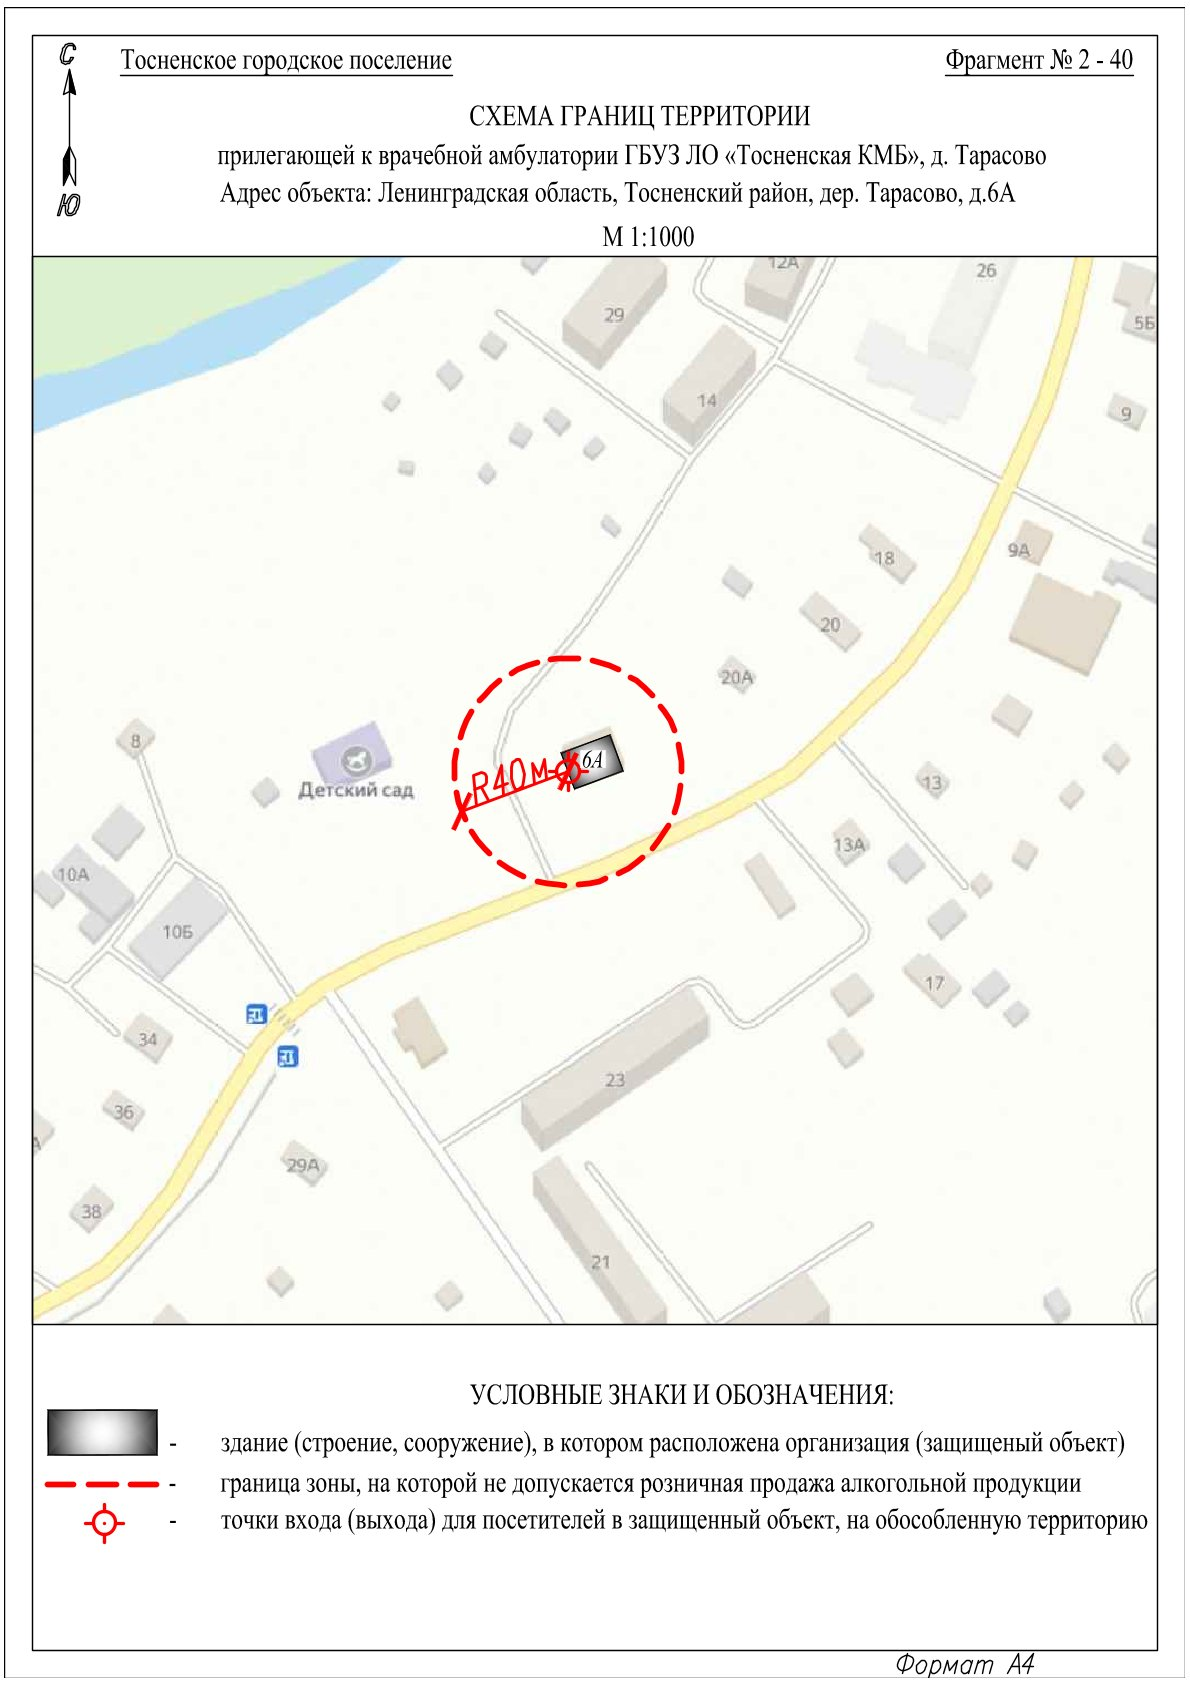 С
Тосненское городское поселение
Фрагмент № 2 - 40
СХЕМА ГРАНИЦ ТЕРРИТОРИИ
прилегающей к врачебной амбулатории ГБУЗ ЛО «Тосненская КМБ», д. Тарасово
Адрес объекта: Ленинградская область, Тосненский район, дер. Тарасово, д.6А
Ю
М 1:1000
12А
26
29
5Б
14
9
9А
18
20
20А
8
6А
R40м
Детский сад
13
13А
10А
10Б
17
34
23
36
А
29А
38
21
УСЛОВНЫЕ ЗНАКИ И ОБОЗНАЧЕНИЯ:
- здание (строение, сооружение), в котором расположена организация (защищеный объект)
- граница зоны, на которой не допускается розничная продажа алкогольной продукции
- точки входа (выхода) для посетителей в защищенный объект, на обособленную территорию
Формат А4